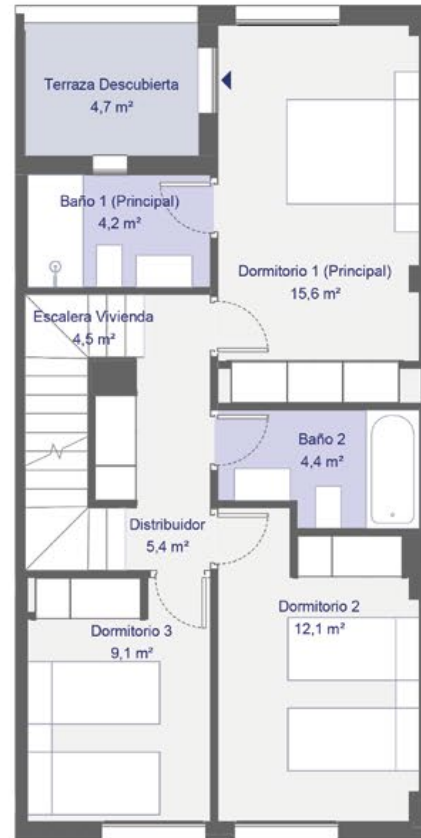 Terraza Descubierta
4,7 m²
Baño 1 (Principal)
4,2 m²
Dormitorio 1 (Principal)
15,6 m²
Escalera Vivienda
4,5 m²
Baño 2
4,4 m²
Distribuidor
5,4 m²
Dormitorio 2
12,1 m²
Dormitorio 3
9,1 m²